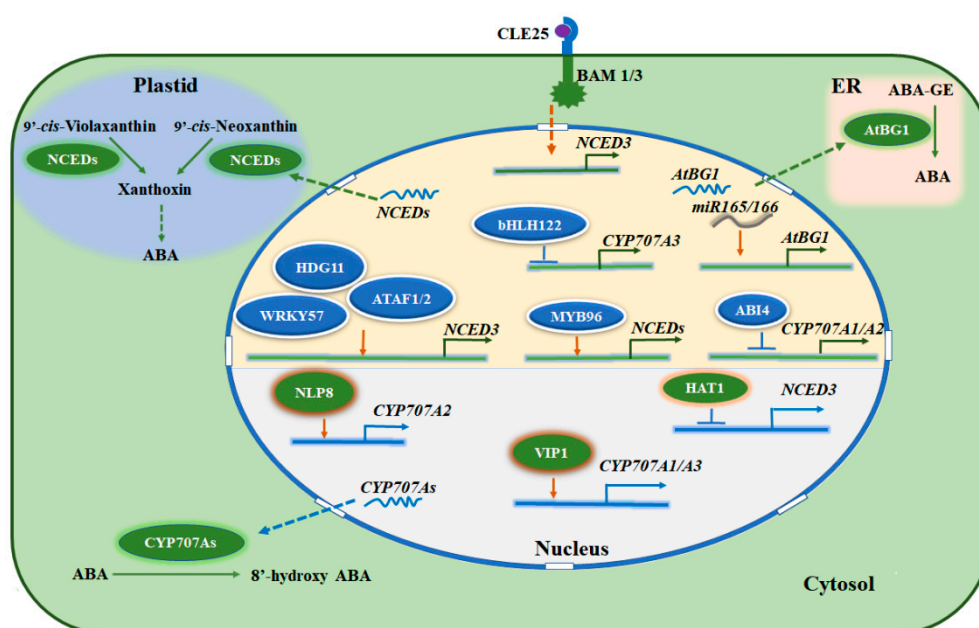 CLE25
BAM 1/3
Plastid
9’-cis-Violaxanthin
9’-cis-Neoxanthin
NCEDs
NCEDs
Xanthoxin
ABA
NCEDs
ER
ABA-GE
AtBG1
ABA
NCED3
AtBG1
miR165/166
AtBG1
bHLH122
CYP707A3
HDG11
ATAF1/2
WRKY57
NCED3
MYB96
NCEDs
ABI4
CYP707A1/A2
NLP8
CYP707A2
HAT1
NCED3
VIP1
CYP707A1/A3
CYP707As
Nucleus
CYP707As
ABA
8’-hydroxy ABA
Cytosol